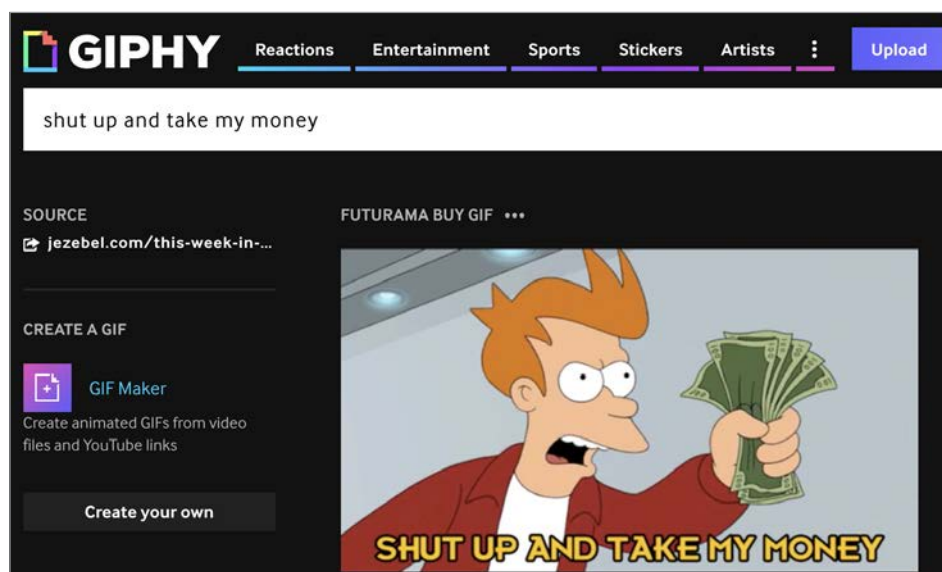 GIPHY
Reactions
Entertainment
Sports
Stickers
Artists
Upload
shut up and take my money
SOURCE
jezebel.com/this-week-in-...
CREATE A GIF
GIF Maker
Create animated GIFs from video
files and YouTube links
Create your own
FUTURAMA BUY GIF
SHUT UP AND TAKE MY MONEY